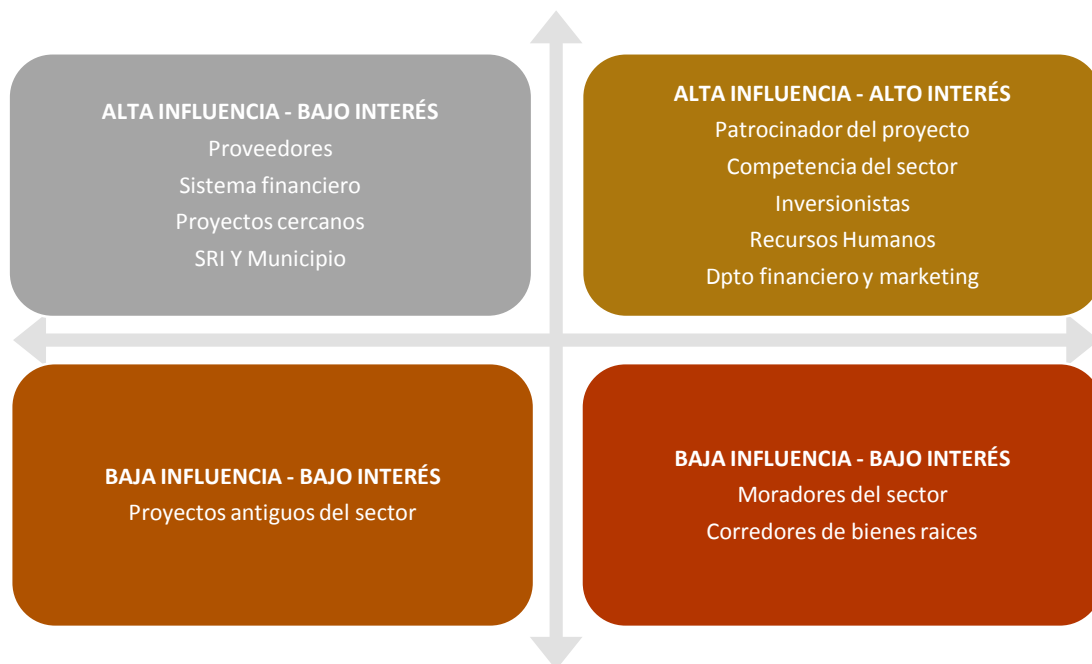 ALTA INFLUENCIA - BAJO INTERÉS
Proveedores
Sistema financiero
Proyectos cercanos
SRI Y Municipio
ALTA INFLUENCIA - ALTO INTERÉS
Patrocinador del proyecto
Competencia del sector
Inversionistas
Recursos Humanos
Dpto financiero y marketing
BAJA INFLUENCIA - BAJO INTERÉS
Proyectos antiguos del sector
BAJA INFLUENCIA - BAJO INTERÉS
Moradores del sector
Corredores de bienes raices